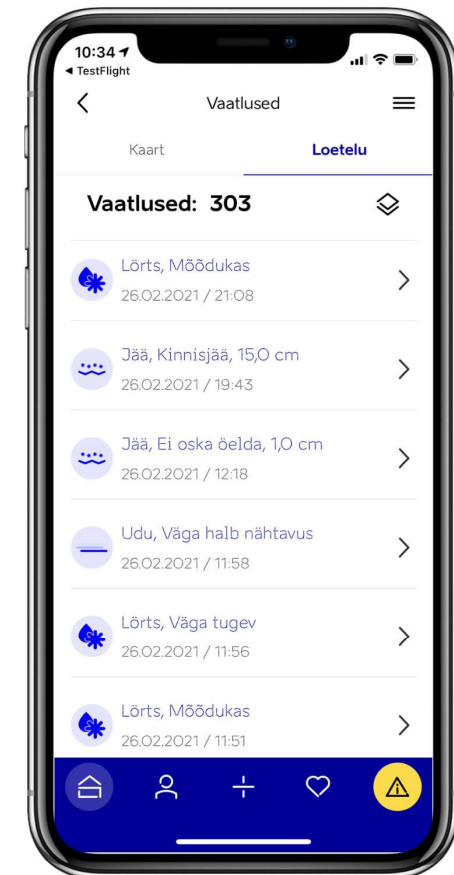 10:34
◀ TestFlight
Vaatlused
Kaart
Loetelu
Vaatlused: 303
Lörts, Mõõdukas
26.02.2021 / 21:08
Jää, Kinnisjää, 15,0 cm
26.02.2021 / 19:43
Jää, Ei oska öelda, 1,0 cm
26.02.2021 / 12:18
Udu, Väga halb nähtavus
26.02.2021 / 11:58
Lörts, Väga tugev
26.02.2021 / 11:56
Lörts, Mõõdukas
26.02.2021 / 11:51